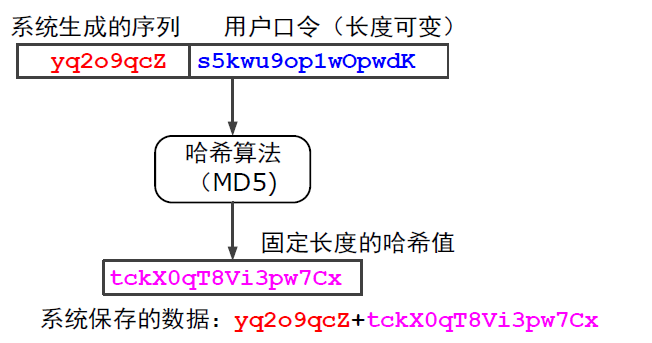 系统生成的序列 用户口令（长度可变）
yq2o9qcZ s5kwu9op1wOpwdK
哈希算法
（MD5)
固定长度的哈希值
tckX0qT8Vi3pw7Cx
系统保存的数据：yq2o9qcZ+tckX0qT8Vi3pw7Cx